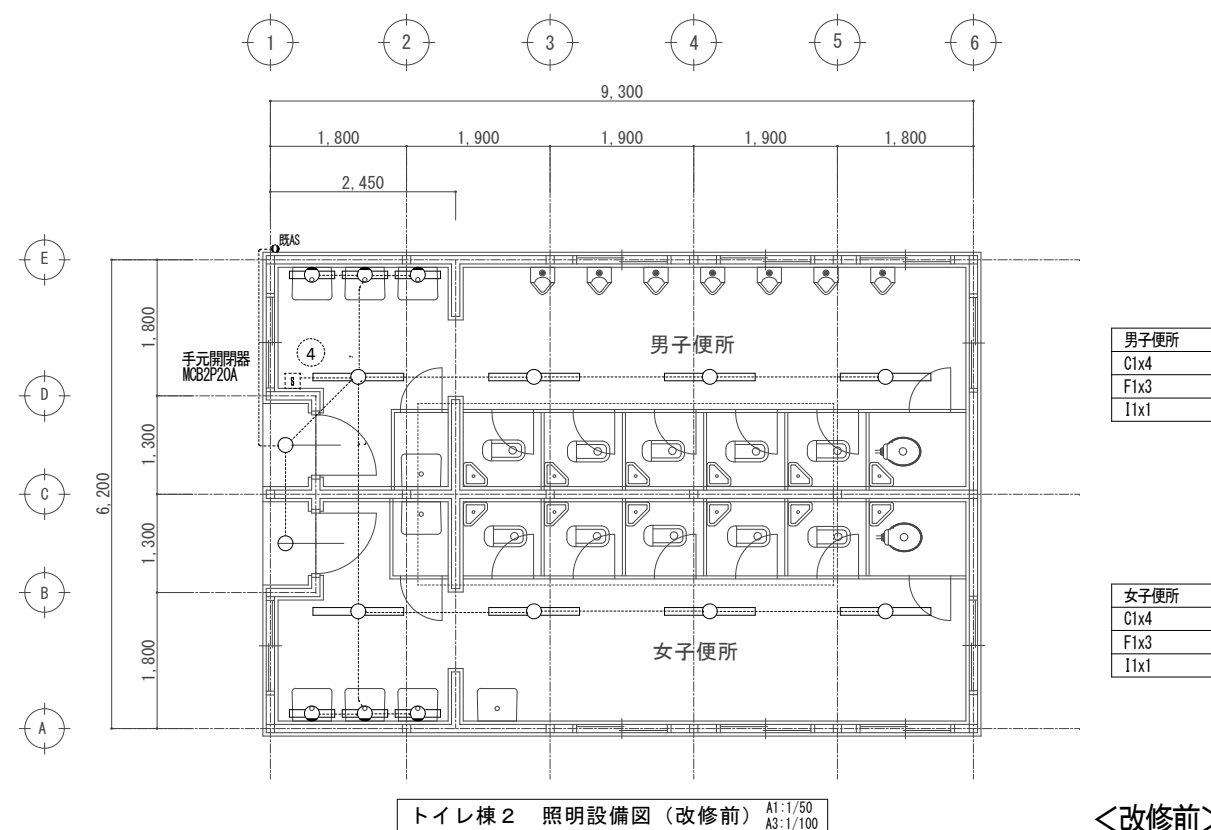 1 2 3 4 5 6
9,300
1,800 1,900 1,900 1,900 1,800
2,450
既AS
E
1,800
男子便所
手元開閉器
MCB2P20A
4
S
D
1,300
6,200
C
1,300
B
1,800
女子便所
A
男子便所
C1x4
F1x3
I1x1
女子便所
C1x4
F1x3
I1x1
トイレ棟2 照明設備図(改修前) A1:1/50
A3:1/100
<改修前>